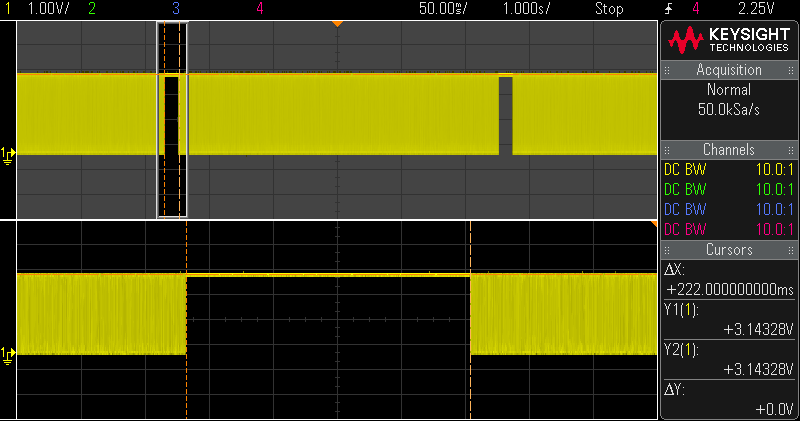 1 1.00V/ 2 3 4 50.00ms/ 1.000s/ Stop 4 2.25V
KEYSIGHT
TECHNOLOGIES
Acquisition
Normal
50.0kSa/s
Channels
DC BW 10.0:1
DC BW 10.0:1
DC BW 10.0:1
DC BW 10.0:1
Cursors
ΔX:
+222.000000000ms
Y1(1):
+3.14328V
Y2(1):
+3.14328V
ΔY:
+0.0V
1
1